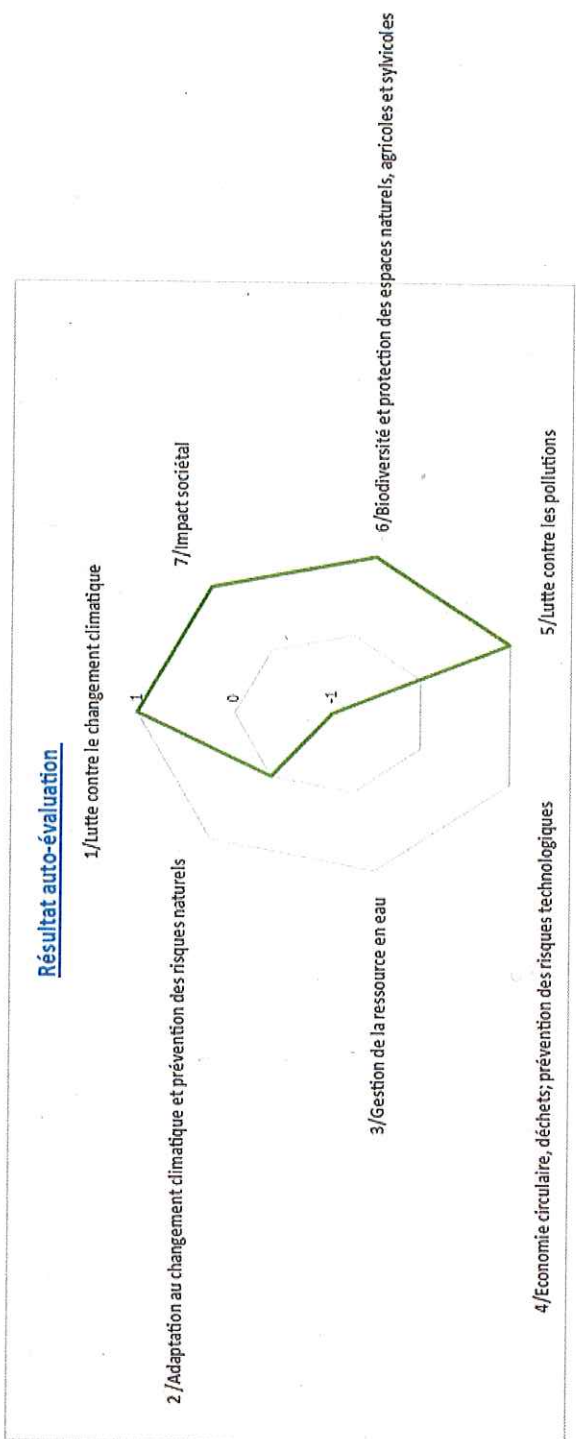 Résultat auto-évaluation
1/Lutte contre le changement climatique
7/Impact sociétal
6/Biodiversité et protection des espaces naturels, agricoles et sylvicoles
5/Lutte contre les pollutions
4/Economie circulaire, déchets; prévention des risques technologiques
3/Gestion de la ressource en eau
2 /Adaptation au changement climatique et prévention des risques naturels
1
0
-1